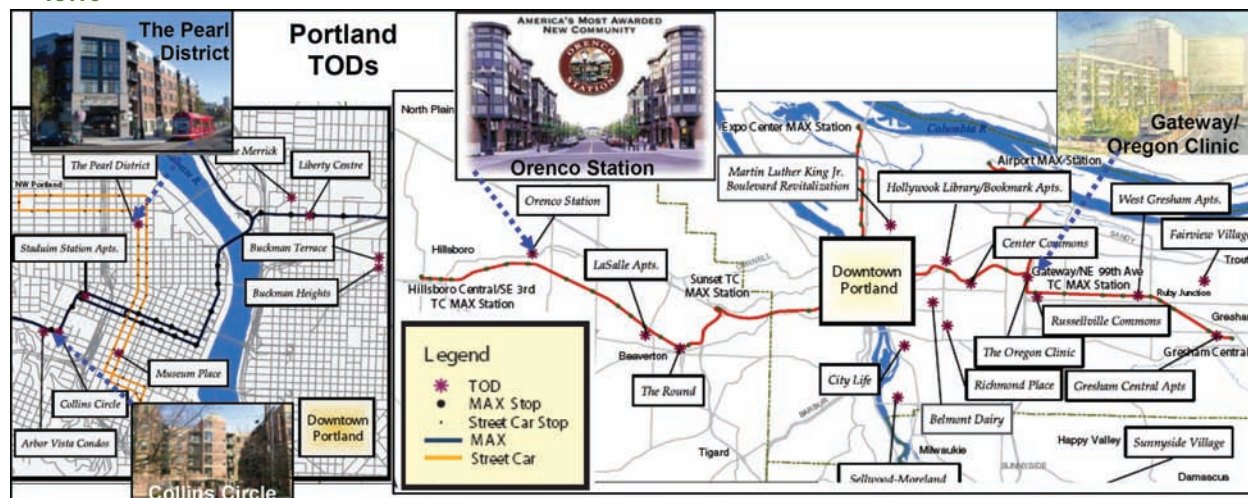 The Pearl
District
Portland
TODs
AMERICA'S MOST AWARDED
NEW COMMUNITY
ORENCO
STATION
Orenco Station
Gateway/
Oregon Clinic
The Pearl District
Merrick
Liberty Centre
NW Portland
Staduim Station Apts.
Buckman Terrace
Buckman Heights
Museum Place
Collins Circle
Arbor Vista Condos
Collins Circle
Downtown
Portland
North Plain
Orenco Station
Hillsboro
Hillsboro Central/SE 3rd
TC MAX Station
LaSalle Apts.
Sunset TC
MAX Station
Beaverton
The Round
Tigard
Legend
TOD
MAX Stop
Street Car Stop
MAX
Street Car
Expo Center MAX Station
Columbia R.
Airport MAX Station
Martin Luther King Jr.
Boulevard Revitalization
Hollywook Library/Bookmark Apts.
West Gresham Apts.
Center Commons
SANDY
Fairview Village
Trout
Downtown
Portland
Gateway/NE 99th Ave
TC MAX Station
Ruby Junction
Gresham
Russellville Commons
The Oregon Clinic
Gresham Central
City Life
Richmond Place
Gresham Central Apts
BARBUR
Belmont Dairy
Milwaukie
Happy Valley
Sunnyside Village
SUNNYSIDE
Sellwood-Moreland
Damascus